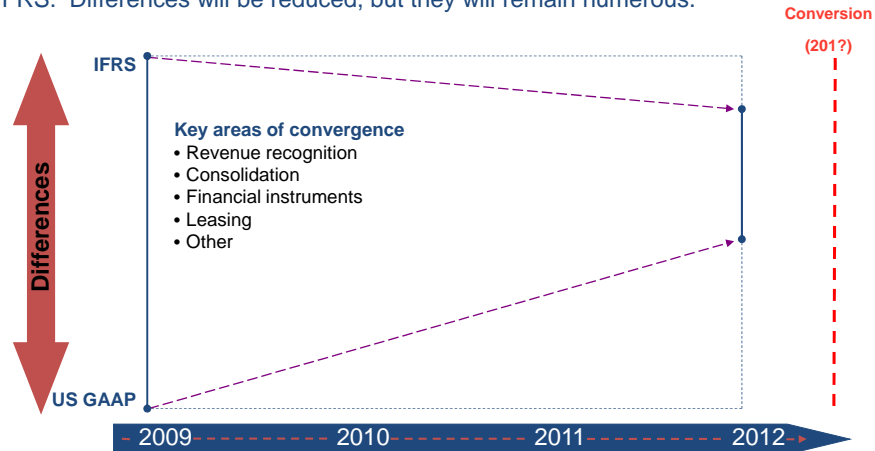 FRS. Differences will be reduced, but they will remain numerous.
Conversion
(201?)
IFRS
Key areas of convergence
• Revenue recognition
• Consolidation
• Financial instruments
• Leasing
• Other
Differences
US GAAP
2009 2010 2011 2012